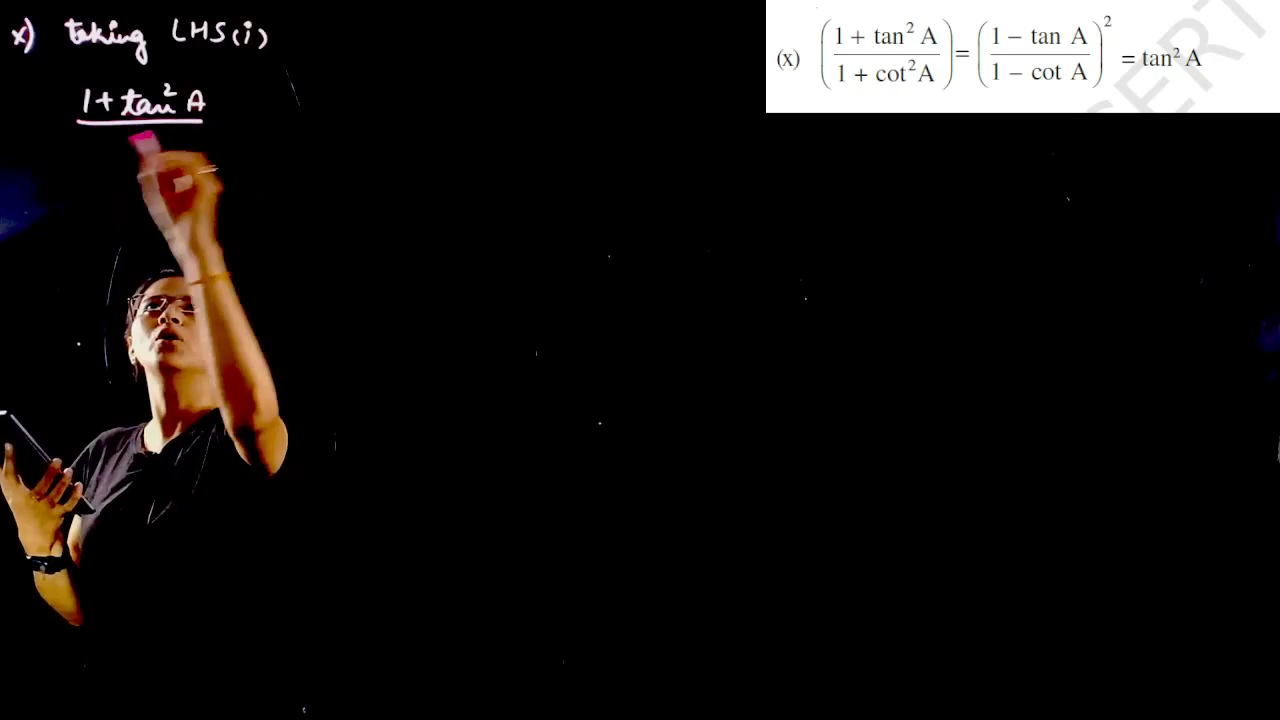 x) taking LHS(i)
1 + tan² A
(x) ((1 + tan² A)/(1 + cot² A)) = ((1 − tan A)/(1 − cot A))² = tan² A